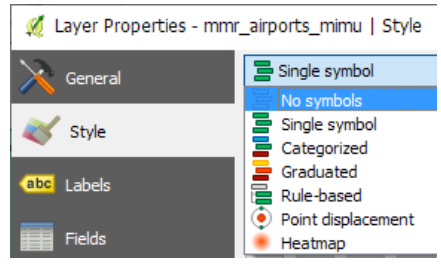 Layer Properties - mmr_airports_mimu | Style
General
Single symbol
No symbols
Style
Single symbol
Categorized
Graduated
abc Labels
Rule-based
Point displacement
Fields
Heatmap